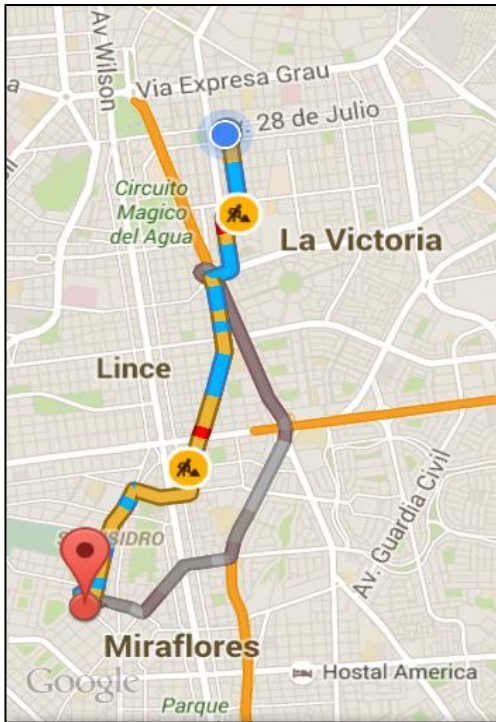 Av Wilson
Via Expresa Grau
28 de Julio
Circuito
Magico
del Agua
La Victoria
Lince
Av. Guardia Civil
ISIDRO
Miraflores
Hostal America
Google
Parque